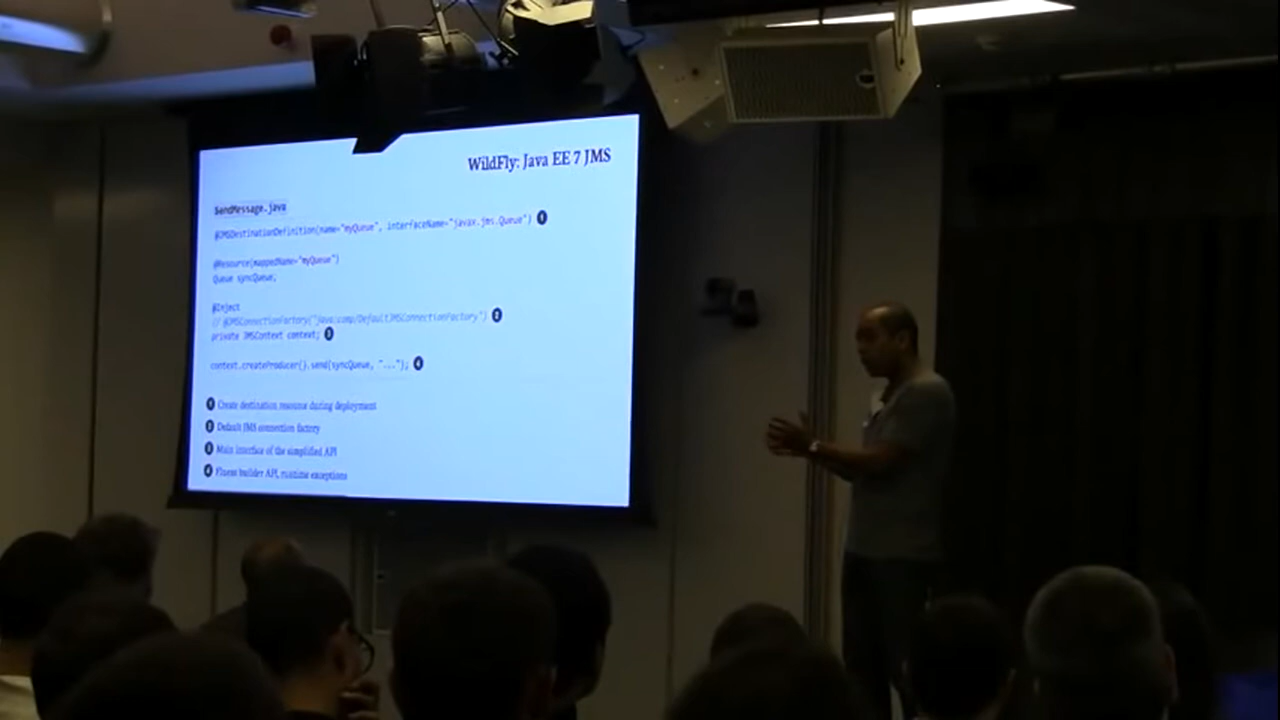 WildFly: Java EE 7 JMS
SendMessage.java
@JMSDestinationDefinition(name="myQueue", interfaceName="javax.jms.Queue") 1
@Resource(mappedName="myQueue")
Queue syncQueue;
@Inject
// @JMSConnectionFactory("java:comp/DefaultJMSConnectionFactory") 2
private JMSContext context; 3
context.createProducer().send(syncQueue, "..."); 4
1 Create destination resource during deployment
2 Default JMS connection factory
3 Main interface of the simplified API
4 Fluent builder API, runtime exceptions